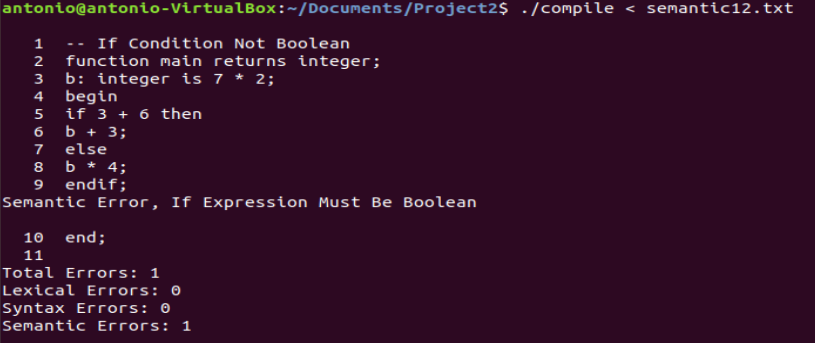 antonio@antonio-VirtualBox:~/Documents/Project2$ ./compile < semantic12.txt
1 -- If Condition Not Boolean
2 function main returns integer;
3 b: integer is 7 * 2;
4 begin
5 if 3 + 6 then
6 b + 3;
7 else
8 b * 4;
9 endif;
Semantic Error, If Expression Must Be Boolean
10 end;
11
Total Errors: 1
Lexical Errors: 0
Syntax Errors: 0
Semantic Errors: 1